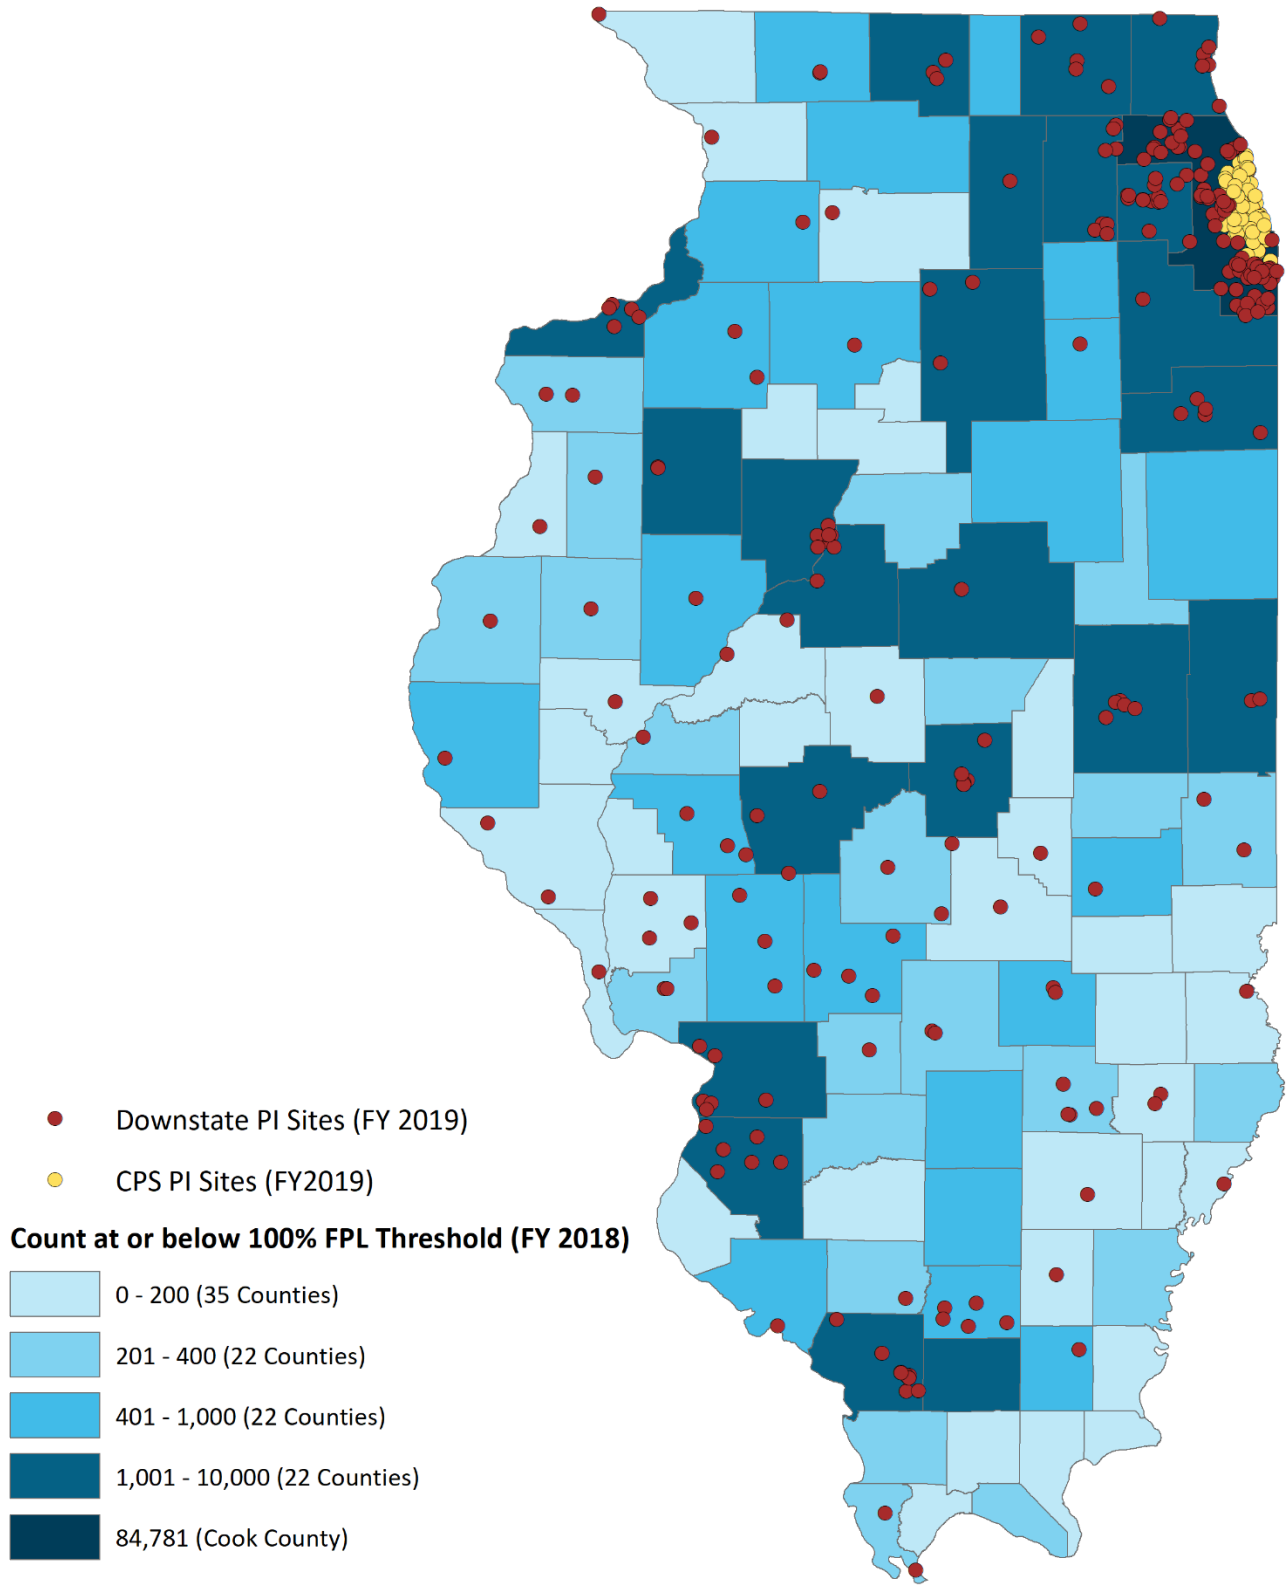 Downstate PI Sites (FY 2019)
CPS PI Sites (FY2019)
Count at or below 100% FPL Threshold (FY 2018)
0 - 200 (35 Counties)
201 - 400 (22 Counties)
401 - 1,000 (22 Counties)
1,001 - 10,000 (22 Counties)
84,781 (Cook County)